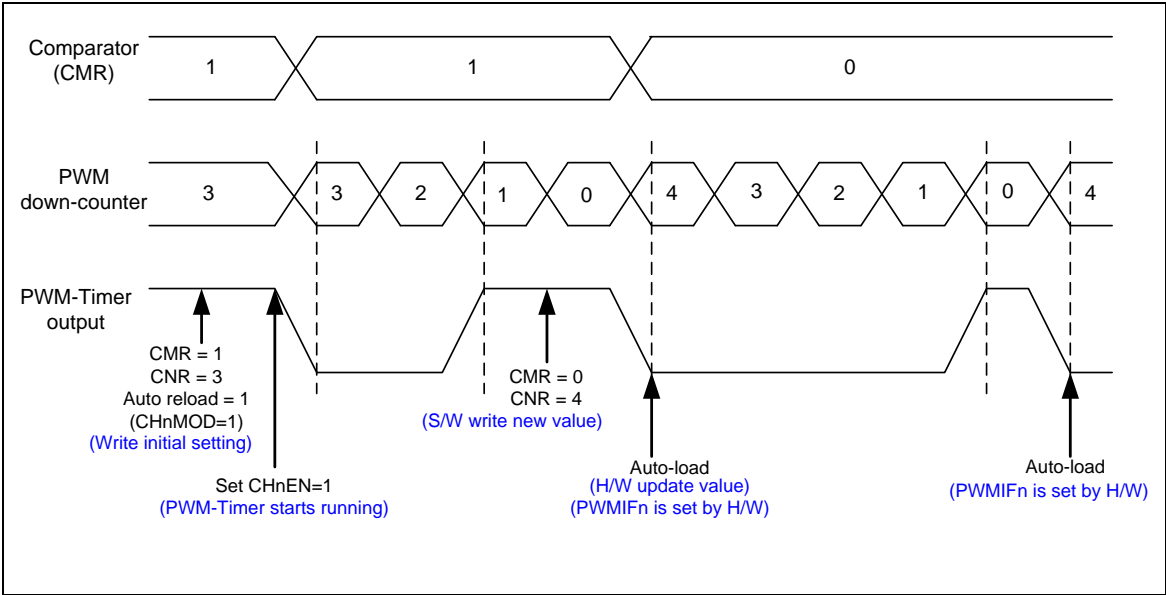 Comparator
(CMR)
1
1
0
PWM
down-counter
3
3
2
1
0
4
3
2
1
0
4
PWM-Timer
output
CMR = 1
CNR = 3
Auto reload = 1
(CHnMOD=1)
(Write initial setting)
Set CHnEN=1
(PWM-Timer starts running)
CMR = 0
CNR = 4
(S/W write new value)
Auto-load
(H/W update value)
(PWMIFn is set by H/W)
Auto-load
(PWMIFn is set by H/W)